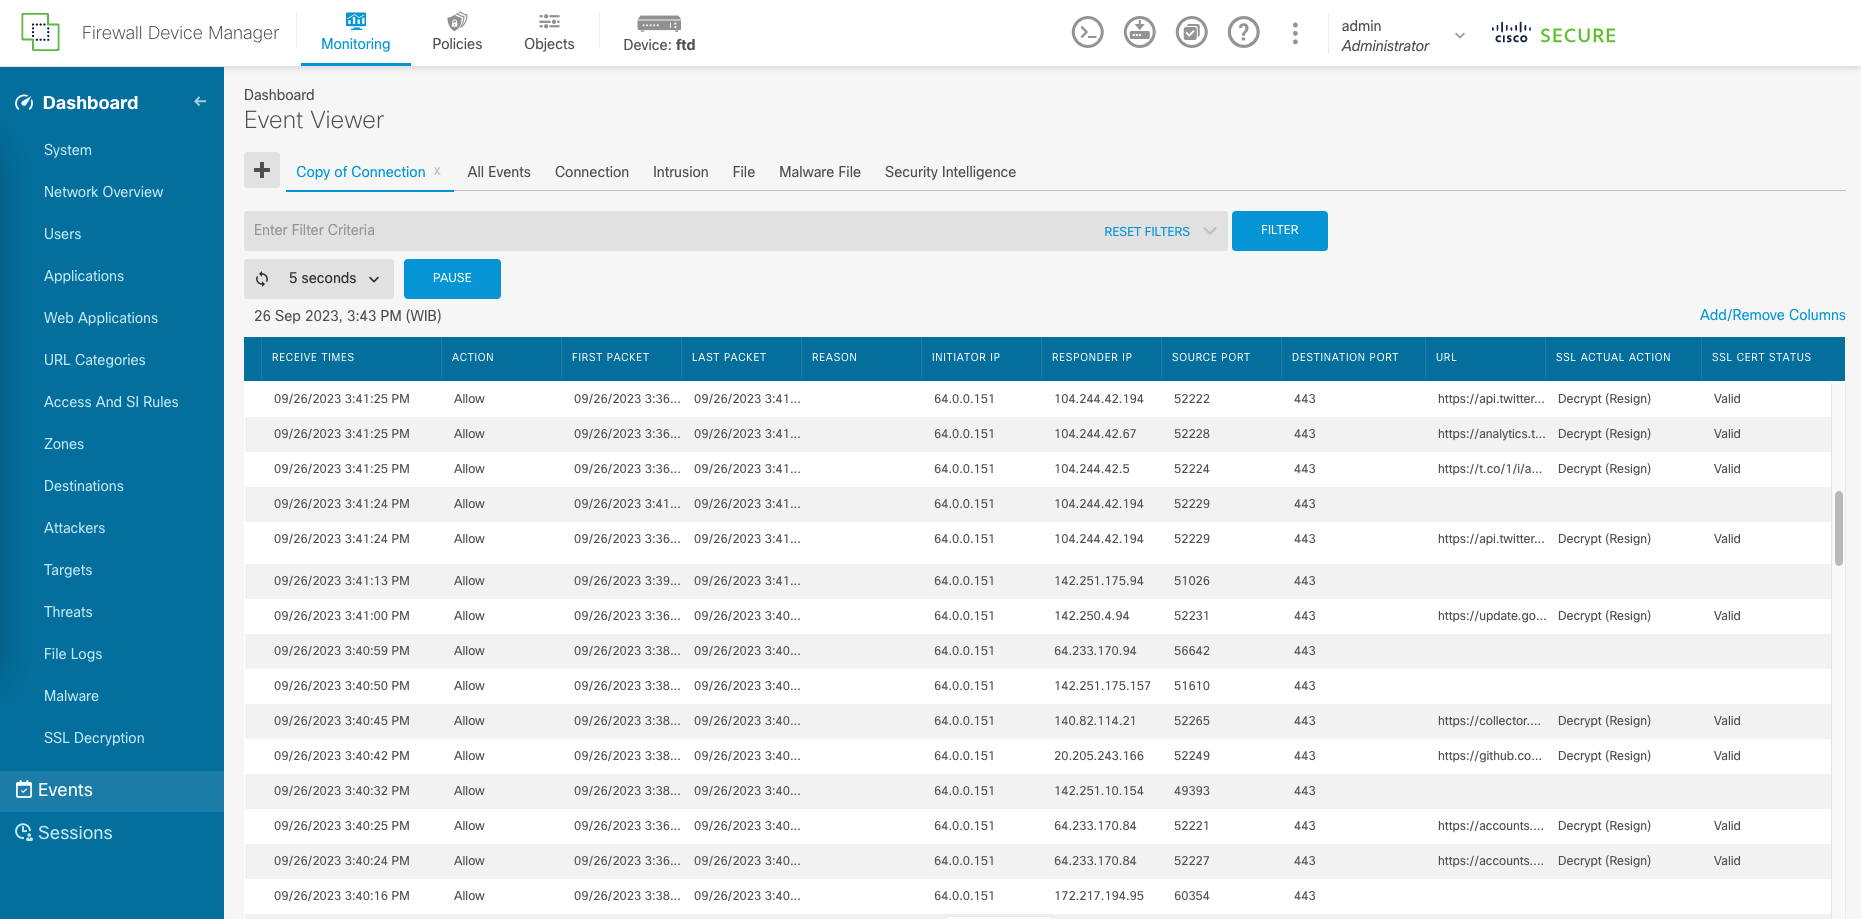 Firewall Device Manager
Monitoring
Policies
Objects
Device: ftd
admin
Administrator
cisco SECURE
Dashboard
System
Network Overview
Users
Applications
Web Applications
URL Categories
Access And SI Rules
Zones
Destinations
Attackers
Targets
Threats
File Logs
Malware
SSL Decryption
Events
Sessions
Dashboard
Event Viewer
Copy of Connection x All Events Connection Intrusion File Malware File Security Intelligence
Enter Filter Criteria RESET FILTERS FILTER
5 seconds PAUSE
26 Sep 2023, 3:43 PM (WIB) Add/Remove Columns
RECEIVE TIMES ACTION FIRST PACKET LAST PACKET REASON INITIATOR IP RESPONDER IP SOURCE PORT DESTINATION PORT URL SSL ACTUAL ACTION SSL CERT STATUS
09/26/2023 3:41:25 PM Allow 09/26/2023 3:36... 09/26/2023 3:41... 64.0.0.151 104.244.42.194 52222 443 https://api.twitter... Decrypt (Resign) Valid
09/26/2023 3:41:25 PM Allow 09/26/2023 3:36... 09/26/2023 3:41... 64.0.0.151 104.244.42.67 52228 443 https://analytics.t... Decrypt (Resign) Valid
09/26/2023 3:41:25 PM Allow 09/26/2023 3:36... 09/26/2023 3:41... 64.0.0.151 104.244.42.5 52224 443 https://t.co/1/i/a... Decrypt (Resign) Valid
09/26/2023 3:41:24 PM Allow 09/26/2023 3:41... 09/26/2023 3:41... 64.0.0.151 104.244.42.194 52229 443
09/26/2023 3:41:24 PM Allow 09/26/2023 3:36... 09/26/2023 3:41... 64.0.0.151 104.244.42.194 52229 443 https://api.twitter... Decrypt (Resign) Valid
09/26/2023 3:41:13 PM Allow 09/26/2023 3:39... 09/26/2023 3:41... 64.0.0.151 142.251.175.94 51026 443
09/26/2023 3:41:00 PM Allow 09/26/2023 3:36... 09/26/2023 3:40... 64.0.0.151 142.250.4.94 52231 443 https://update.go... Decrypt (Resign) Valid
09/26/2023 3:40:59 PM Allow 09/26/2023 3:38... 09/26/2023 3:40... 64.0.0.151 64.233.170.94 56642 443
09/26/2023 3:40:50 PM Allow 09/26/2023 3:38... 09/26/2023 3:40... 64.0.0.151 142.251.175.157 51610 443
09/26/2023 3:40:45 PM Allow 09/26/2023 3:38... 09/26/2023 3:40... 64.0.0.151 140.82.114.21 52265 443 https://collector.... Decrypt (Resign) Valid
09/26/2023 3:40:42 PM Allow 09/26/2023 3:38... 09/26/2023 3:40... 64.0.0.151 20.205.243.166 52249 443 https://github.co... Decrypt (Resign) Valid
09/26/2023 3:40:32 PM Allow 09/26/2023 3:38... 09/26/2023 3:40... 64.0.0.151 142.251.10.154 49393 443
09/26/2023 3:40:25 PM Allow 09/26/2023 3:36... 09/26/2023 3:40... 64.0.0.151 64.233.170.84 52221 443 https://accounts.... Decrypt (Resign) Valid
09/26/2023 3:40:24 PM Allow 09/26/2023 3:36... 09/26/2023 3:40... 64.0.0.151 64.233.170.84 52227 443 https://accounts.... Decrypt (Resign) Valid
09/26/2023 3:40:16 PM Allow 09/26/2023 3:38... 09/26/2023 3:40... 64.0.0.151 172.217.194.95 60354 443